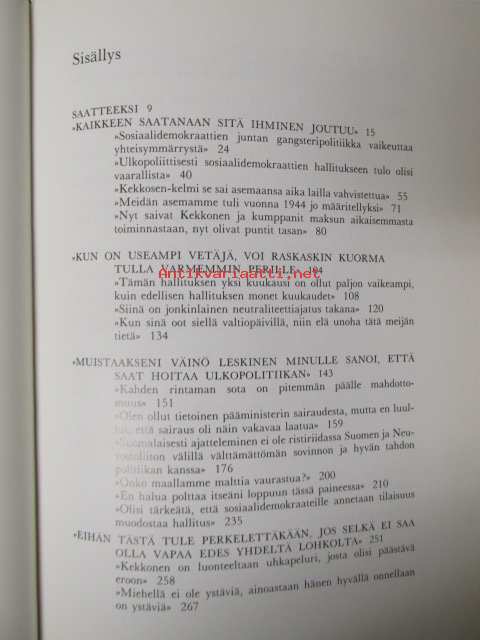 Sisällys
SAATTEEKSI 9
»KAIKKEEN SAATANAAN SITÄ IHMINEN JOUTUU» 15
»Sosiaalidemokraattien juntan gangsteripolitiikka vaikeuttaa
yhteisymmärrystä» 24
»Ulkopoliittisesti sosiaalidemokraattien hallitukseen tulo olisi
vaarallista» 40
»Kekkosen-kelmi se sai asemaansa aika lailla vahvistettua» 55
»Meidän asemamme tuli vuonna 1944 jo määritellyksi» 71
»Nyt saivat Kekkonen ja kumppanit maksun aikaisemmasta
toiminnastaan, nyt olivat puntit tasan» 80
»KUN ON USEAMPI VETÄJÄ, VOI RASKASKIN KUORMA
TULLA VARMEMMIN PERILLE» 104
Antikvariaatti.net
»Tämän hallituksen yksi kuukausi on ollut paljon vaikeampi,
kuin edellisen hallituksen monet kuukaudet» 108
»Siinä on jonkinlainen neutraliteettiajatus takana» 120
»Kun sinä oot siellä valtiopäivil, niin elä unoha tätä meijän
tietä» 134
»MUISTAAKSENI VÄINÖ LESKINEN MINULLE SANOI, ETTÄ
SAAT HOITAA ULKOPOLITIIKAN» 143
»Kahden rintaman sota on pitemmän päälle mahdotto-
muus» 151
»Olen ollut tietoinen pääministerin sairaudesta, mutta en luul-
lut, että sairaus oli näin vakavaa laatua» 159
»Suomalaisesti ajatteleminen ei ole ristiriidassa Suomen ja Neu-
vostoliiton välillä välttämättömän sovinnon ja hyvän tahdon
politiikan kanssa» 176
»Onko maallamme malttia vaurastua?» 200
»En halua polttaa itseäni loppuun tässä paineessa» 210
»Olisi tärkeätä, että sosiaalidemokraateille annetaan tilaisuus
muodostaa hallitus» 235
»EIHÄN TÄSTÄ TULE PERKELETTÄKÄÄN, JOS SELKÄ EI SAA
OLLA VAPAA EDES YHDELTÄ LOHKOLTA» 251
»Kekkonen on luonteeltaan uhkapeluri, josta olisi päästävä
eroon» 258
»Miehellä ei ole ystäviä, ainoastaan hänen hyvällä onnellaan
on ystäviä» 267